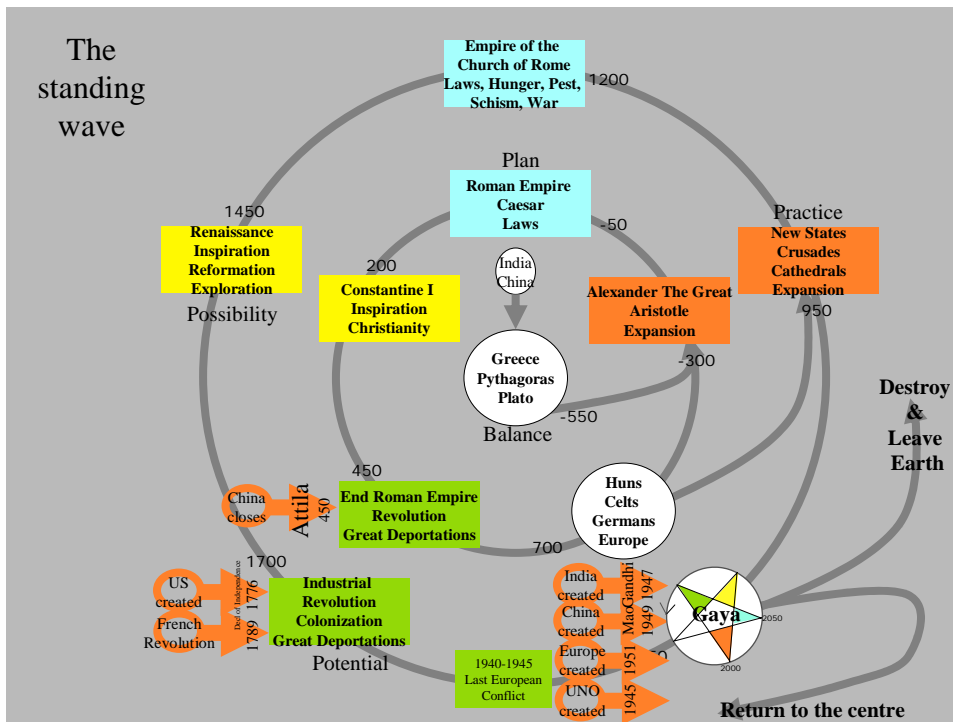 The
standing
wave
Empire of the
Church of Rome
Laws, Hunger, Pest,
Schism, War
1200
Plan
Roman Empire
Caesar
Laws
-50
Practice
New States
Crusades
Cathedrals
Expansion
950
1450
Renaissance
Inspiration
Reformation
Exploration
Possibility
200
Constantine I
Inspiration
Christianity
India
China
Alexander The Great
Aristotle
Expansion
-300
Greece
Pythagoras
Plato
-550
Balance
Destroy
&
Leave
Earth
450
China
closes
Attila
450
End Roman Empire
Revolution
Great Deportations
Huns
Celts
Germans
Europe
700
1700
US
created
Decl of Independence
1776
French
Revolution
1789
Industrial
Revolution
Colonization
Great Deportations
Potential
1940-1945
Last European
Conflict
India
created
Gandhi
1947
China
created
Mao
1949
Europe
created
1951
UNO
created
1945
Gaya
2050
2000
Return to the centre